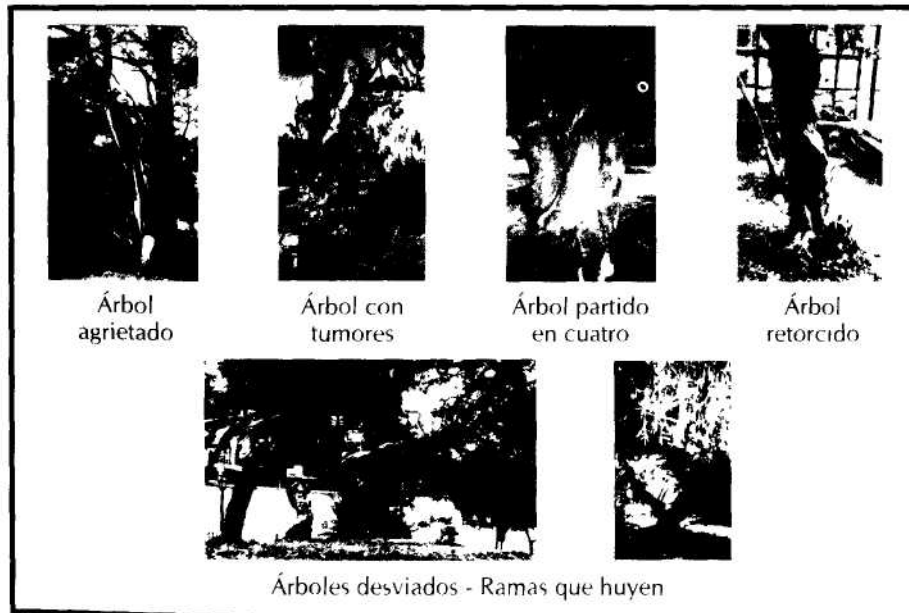 Árbol
agrietado
Árbol con
tumores
Árbol partido
en cuatro
Árbol
retorcido
Árboles desviados - Ramas que huyen